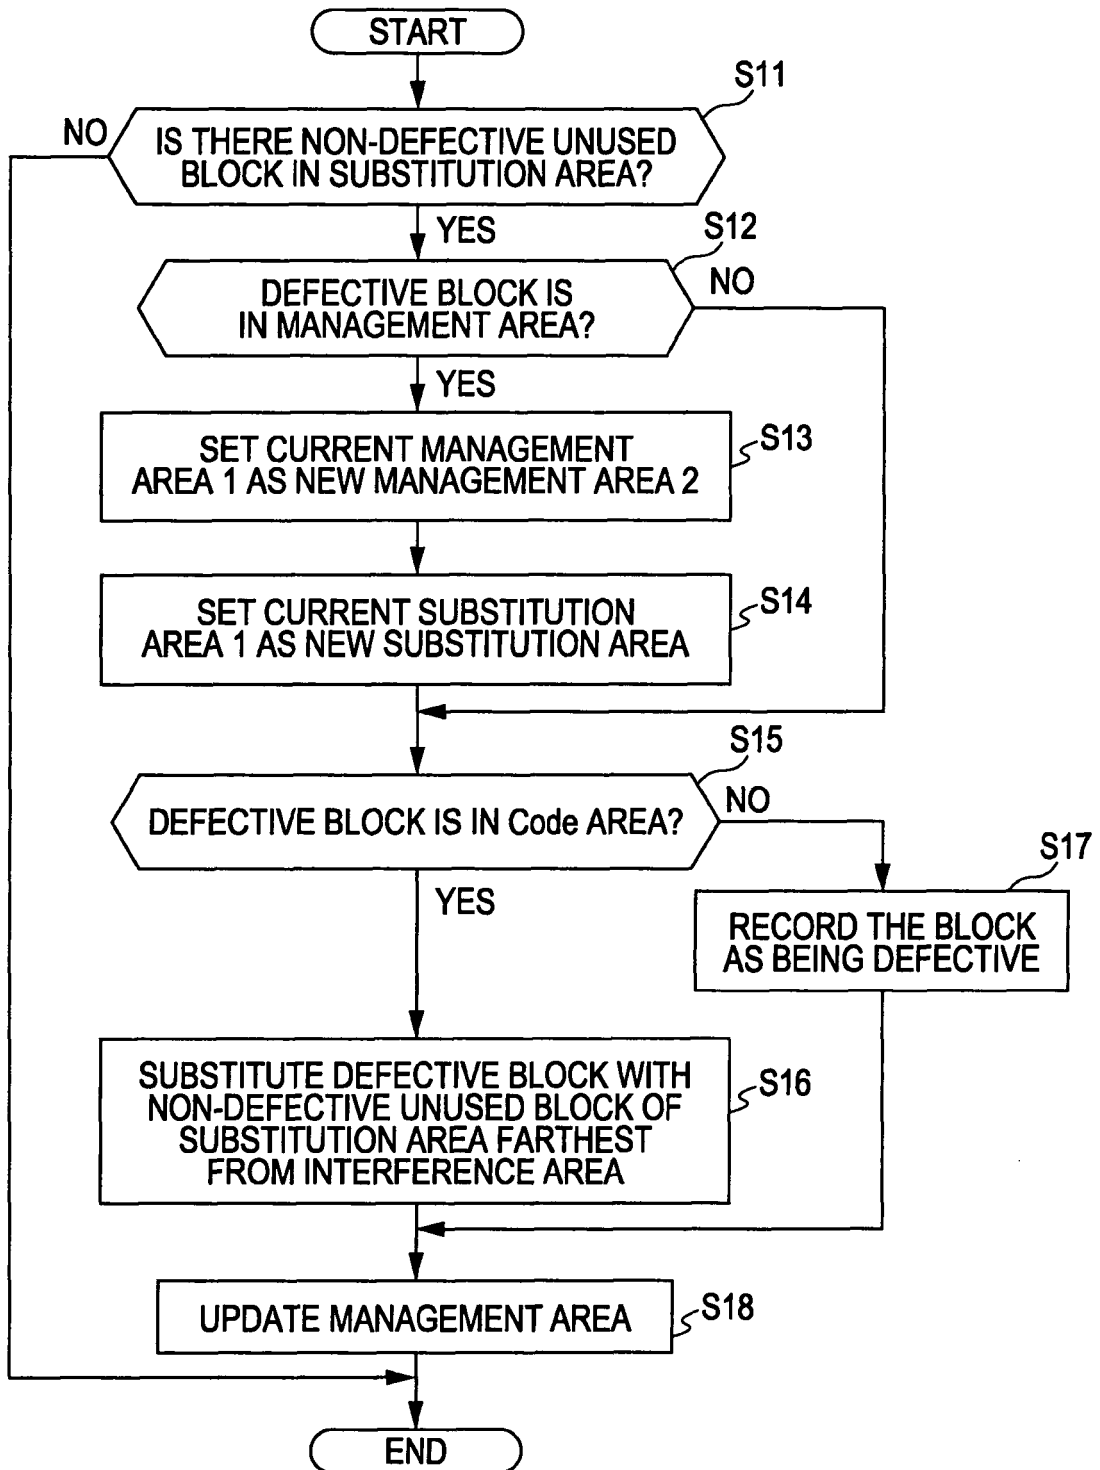 START
S11
NO
IS THERE NON-DEFECTIVE UNUSED
BLOCK IN SUBSTITUTION AREA?
YES
S12
NO
DEFECTIVE BLOCK IS
IN MANAGEMENT AREA?
YES
SET CURRENT MANAGEMENT
AREA 1 AS NEW MANAGEMENT AREA 2
S13
SET CURRENT SUBSTITUTION
AREA 1 AS NEW SUBSTITUTION AREA
S14
S15
DEFECTIVE BLOCK IS IN Code AREA?
NO
YES
S17
RECORD THE BLOCK
AS BEING DEFECTIVE
SUBSTITUTE DEFECTIVE BLOCK WITH
NON-DEFECTIVE UNUSED BLOCK OF
SUBSTITUTION AREA FARTHEST
FROM INTERFERENCE AREA
S16
UPDATE MANAGEMENT AREA
S18
END